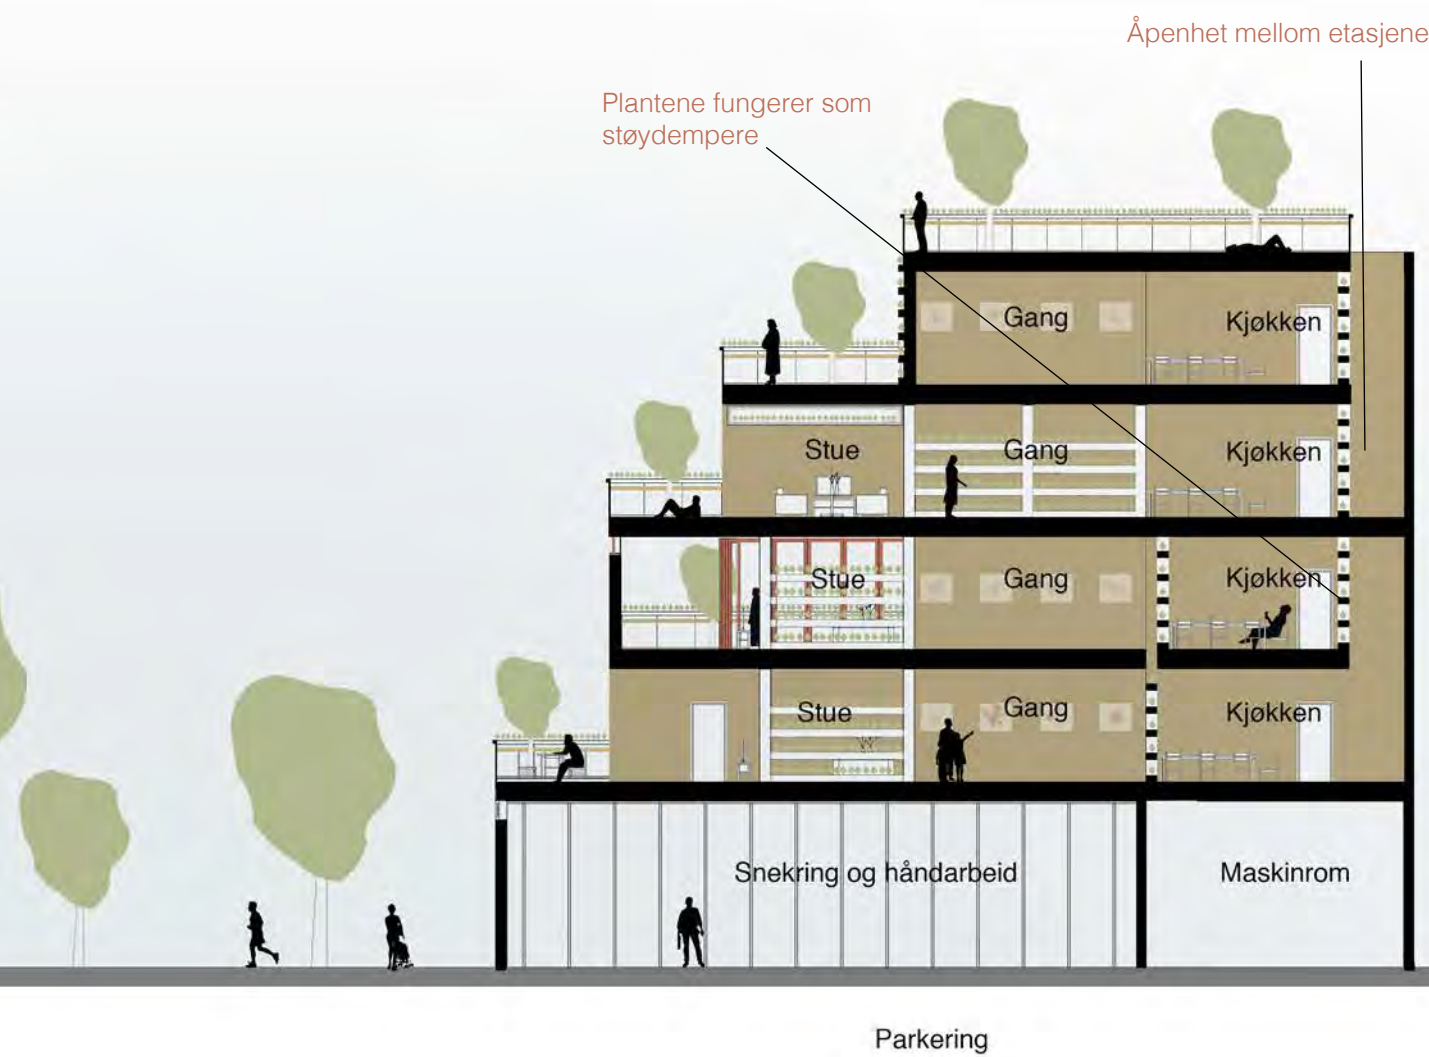 Åpenhet mellom etasjene
Plantene fungerer som
støydempere
Gang Kjøkken
Stue Gang Kjøkken
Stue Gang Kjøkken
Stue Gang Kjøkken
Snekring og håndarbeid Maskinrom
Parkering